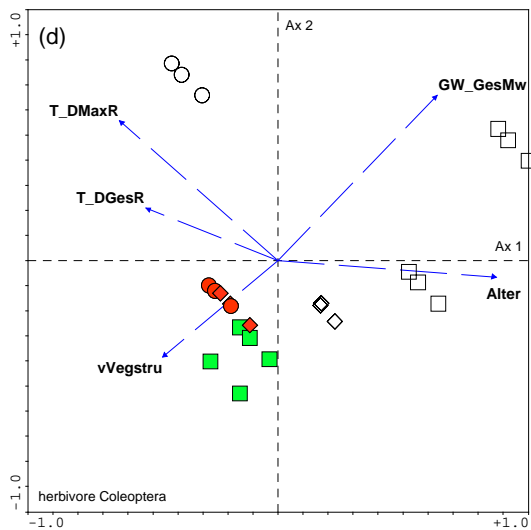 (d)
+1.0
Ax 2
T_DMaxR
GW_GesMw
T_DGesR
Ax 1
Alter
vVegstru
-1.0
herbivore Coleoptera
-1.0
+1.0